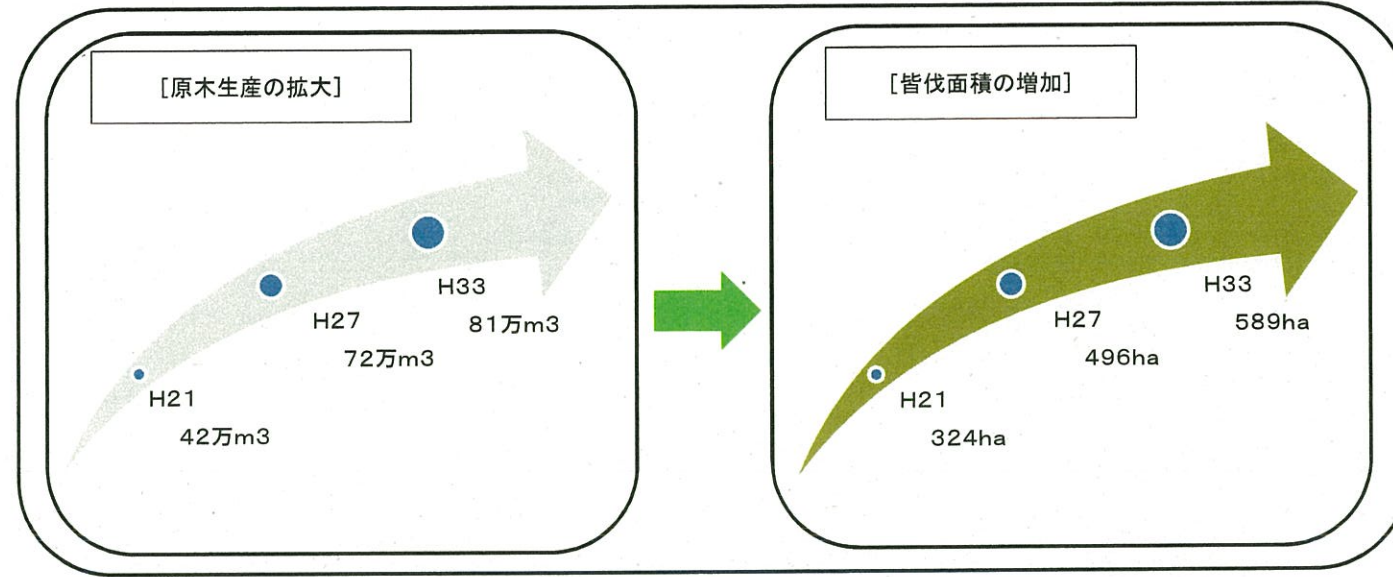 [原木生産の拡大]
H33
81万m3
H27
72万m3
H21
42万m3
[皆伐面積の増加]
H33
589ha
H27
496ha
H21
324ha